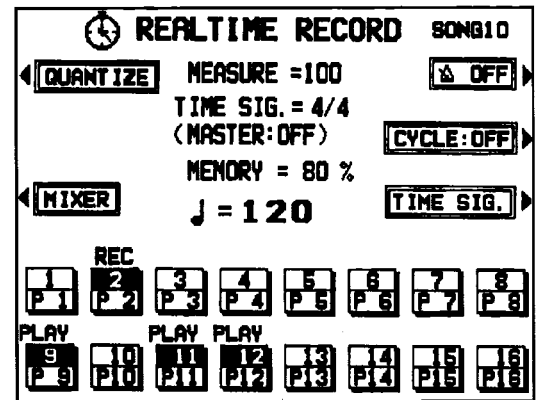 REALTIME RECORD SONG10
QUANTIZE MEASURE =100 OFF
TIME SIG. = 4/4
(MASTER:OFF) CYCLE:OFF
MEMORY = 80 %
MIXER ♩=120 TIME SIG.
REC
1 2 3 4 5 6 7 8
P 1 P 2 P 3 P 4 P 5 P 6 P 7 P 8
PLAY PLAY PLAY
9 10 11 12 13 14 15 16
P 9 P10 P11 P12 P13 P14 P15 P16